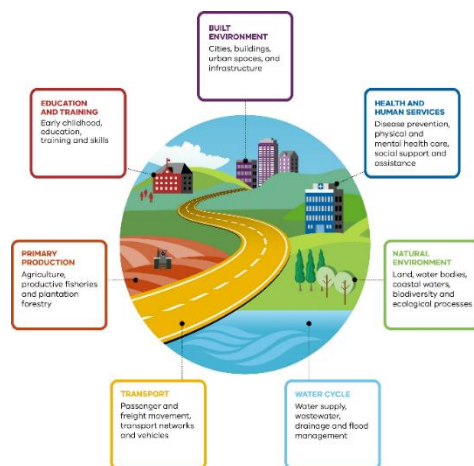 BUILT
ENVIRONMENT
Cities, buildings,
urban spaces, and
infrastructure
EDUCATION
AND TRAINING
Early childhood,
education,
training and skills
HEALTH AND
HUMAN SERVICES
Disease prevention,
physical and
mental health care,
social support and
assistance
PRIMARY
PRODUCTION
Agriculture,
productive fisheries
and plantation
forestry
NATURAL
ENVIRONMENT
Land, water bodies,
coastal waters,
biodiversity and
ecological processes
TRANSPORT
Passenger and
freight movement,
transport networks
and vehicles
WATER CYCLE
Water supply,
wastewater,
drainage and flood
management